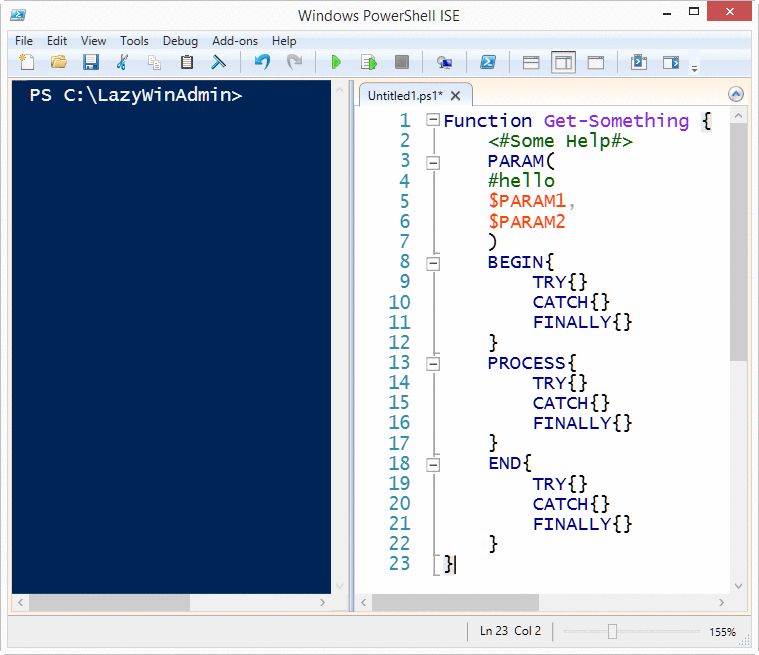 Windows PowerShell ISE
File Edit View Tools Debug Add-ons Help
PS C:\LazyWinAdmin>
Untitled1.ps1*
1 Function Get-Something {
2 <#Some Help#>
3 PARAM(
4 #hello
5 $PARAM1,
6 $PARAM2
7 )
8 BEGIN{
9 TRY{}
10 CATCH{}
11 FINALLY{}
12 }
13 PROCESS{
14 TRY{}
15 CATCH{}
16 FINALLY{}
17 }
18 END{
19 TRY{}
20 CATCH{}
21 FINALLY{}
22 }
23 }
Ln 23 Col 2
155%